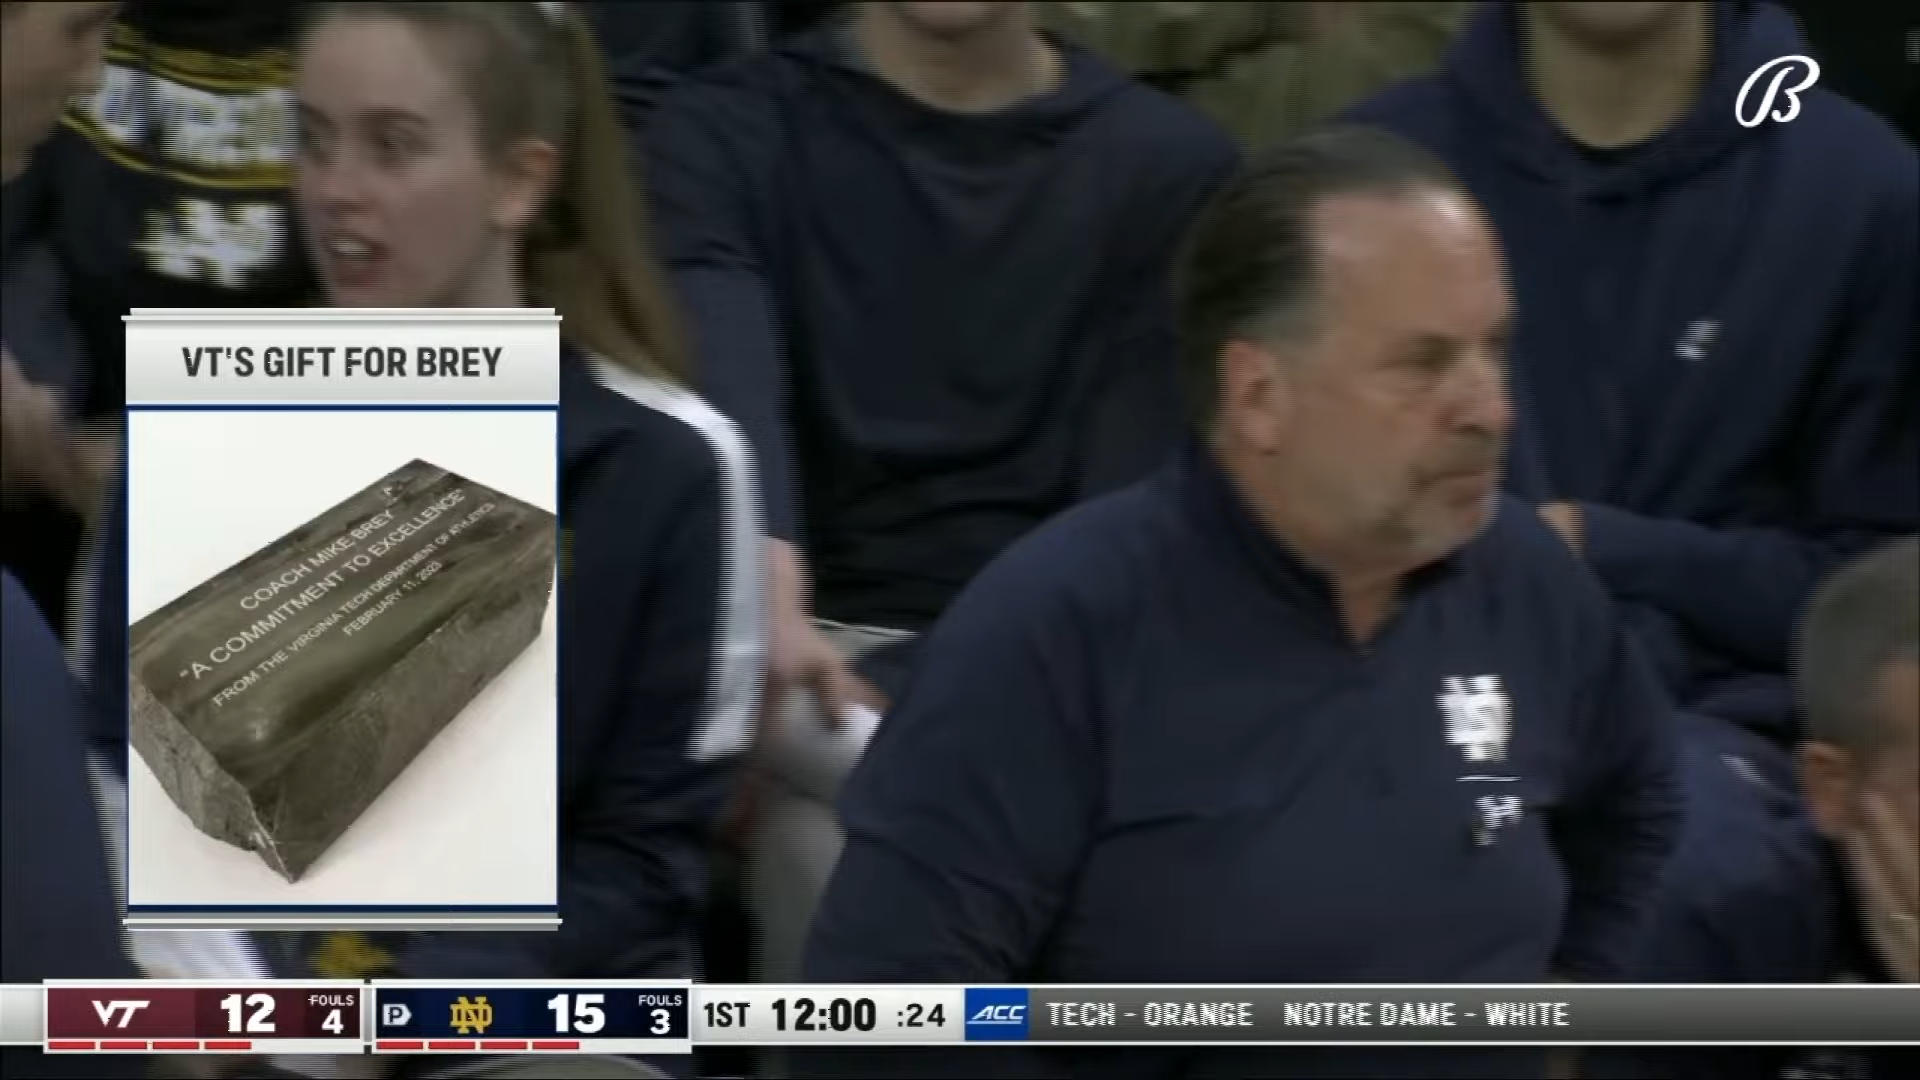 B
VT'S GIFT FOR BREY
COACH MIKE BREY
"A COMMITMENT TO EXCELLENCE"
FROM THE VIRGINIA TECH DEPARTMENT OF ATHLETICS
FEBRUARY 11, 2023
VT 12 FOULS 4
P ND 15 FOULS 3
1ST 12:00 :24
ACC TECH - ORANGE NOTRE DAME - WHITE